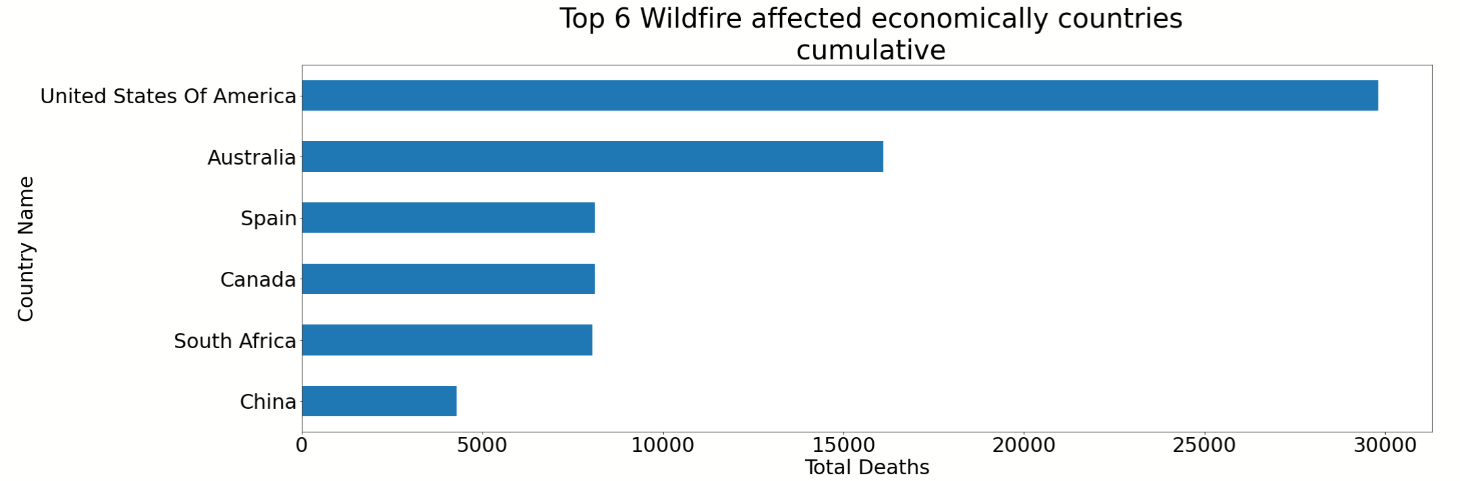 Top 6 Wildfire affected economically countries
cumulative
Country Name
United States Of America
Australia
Spain
Canada
South Africa
China
0 5000 10000 15000 20000 25000 30000
Total Deaths